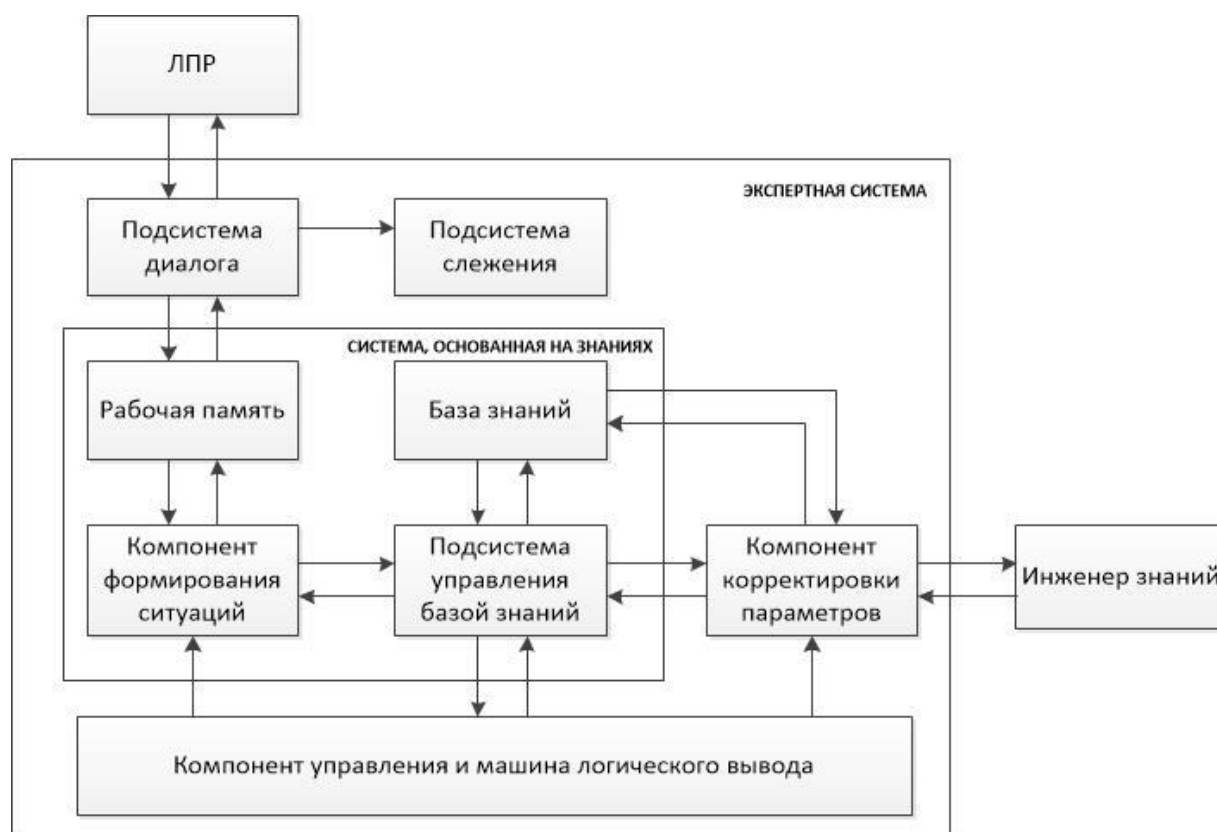 ЛПР
ЭКСПЕРТНАЯ СИСТЕМА
Подсистема
диалога
Подсистема
слежения
СИСТЕМА, ОСНОВАННАЯ НА ЗНАНИЯХ
Рабочая память
База знаний
Компонент
формирования
ситуаций
Подсистема
управления
базой знаний
Компонент
корректировки
параметров
Инженер знаний
Компонент управления и машина логического вывода